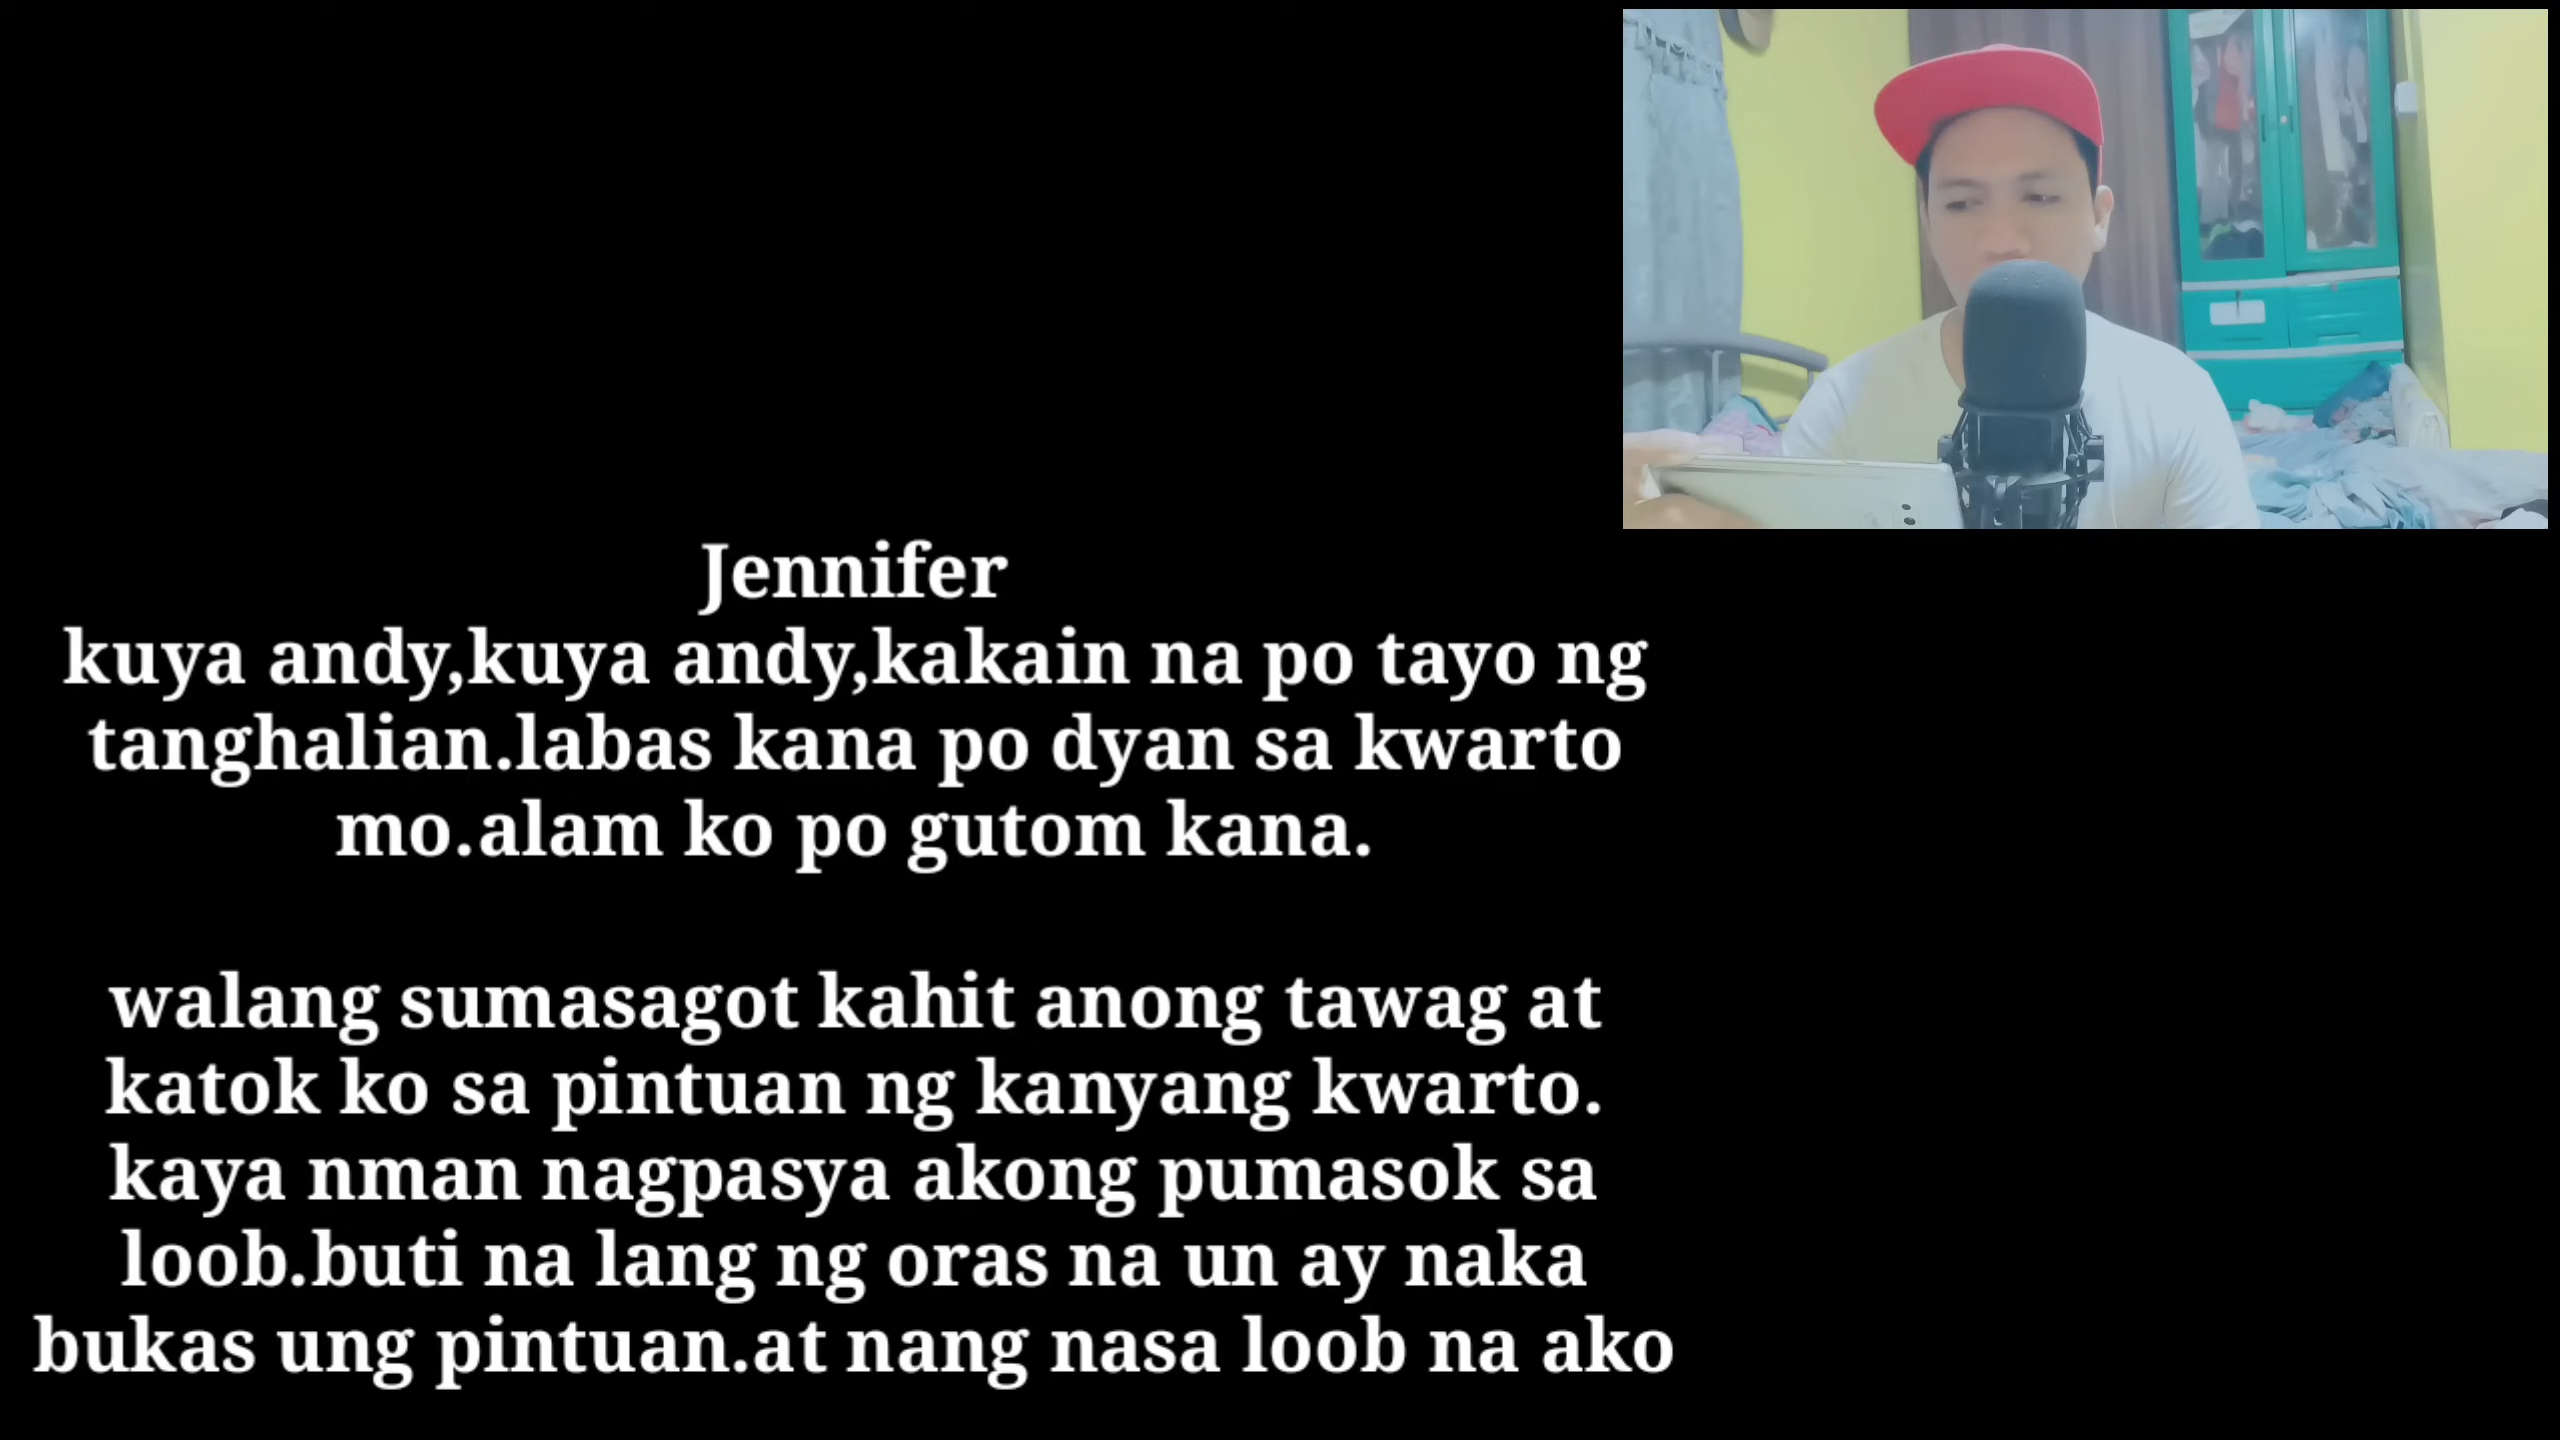 Jennifer
kuya andy,kuya andy,kakain na po tayo ng
tanghalian.labas kana po dyan sa kwarto
mo.alam ko po gutom kana.
walang sumasagot kahit anong tawag at
katok ko sa pintuan ng kanyang kwarto.
kaya nman nagpasya akong pumasok sa
loob.buti na lang ng oras na un ay naka
bukas ung pintuan.at nang nasa loob na ako